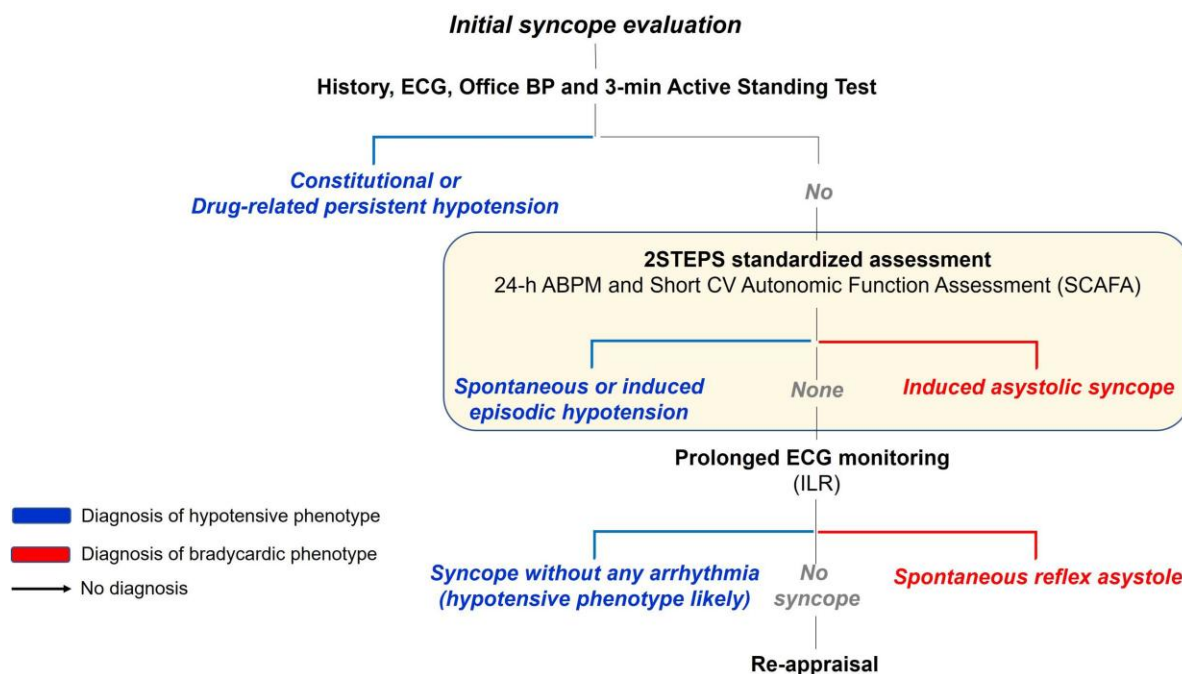 Initial syncope evaluation
History, ECG, Office BP and 3-min Active Standing Test
Constitutional or
Drug-related persistent hypotension
No
2STEPS standardized assessment
24-h ABPM and Short CV Autonomic Function Assessment (SCAFA)
Spontaneous or induced
episodic hypotension
None
Induced asystolic syncope
Prolonged ECG monitoring
(ILR)
Diagnosis of hypotensive phenotype
Diagnosis of bradycardic phenotype
No diagnosis
Syncope without any arrhythmia
(hypotensive phenotype likely)
No
syncope
Spontaneous reflex asystole
Re-appraisal